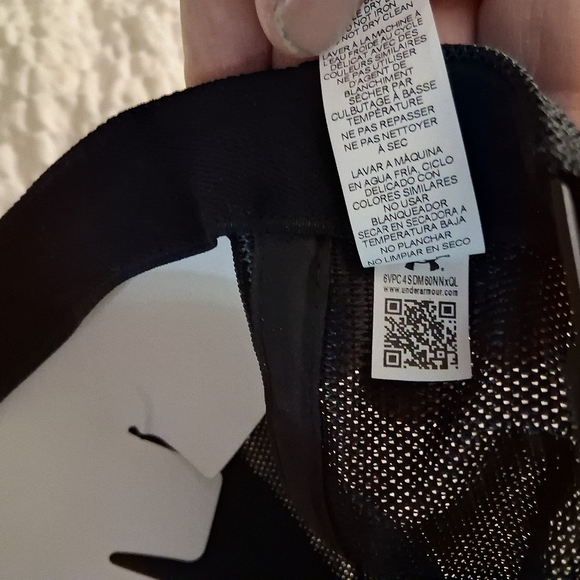 DRY
NOT IRON
NOT DRY CLEAN
LAVER À LA MACHINE À
L'EAU FROIDE AU CYCLE
DÉLICAT AVEC DES
COULEURS SIMILAIRES
NE PAS UTILISER
D'AGENT DE
BLANCHIMENT
SÉCHER PAR
CULBUTAGE À BASSE
TEMPÉRATURE
NE PAS REPASSER
NE PAS NETTOYER
À SEC
LAVAR A MÁQUINA
EN AGUA FRÍA, CICLO
DELICADO CON
COLORES SIMILARES
NO USAR
BLANQUEADOR
SECAR EN SECADORA A
TEMPERATURA BAJA
NO PLANCHAR
NO LIMPIAR EN SECO
6VPC4SDM60NNxQL
www.underarmour.com